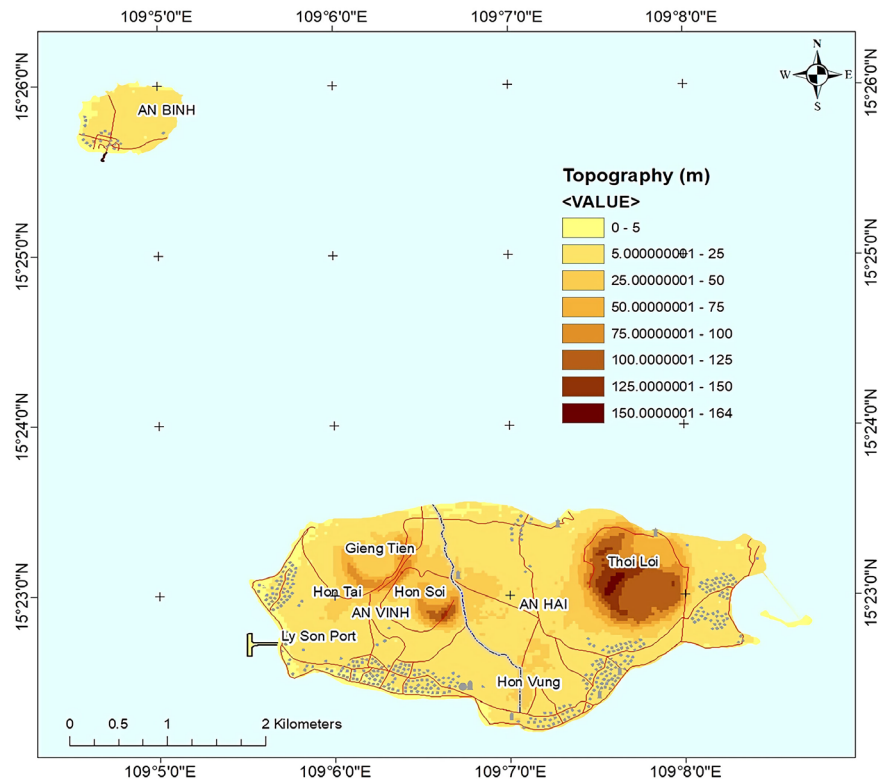 109°5'0"E
109°6'0"E
109°7'0"E
109°8'0"E
N
W
E
S
15°26'0"N
15°26'0"N
AN BINH
Topography (m)
<VALUE>
0 - 5
5.00000001 - 25
25.0000001 - 50
50.0000001 - 75
75.00000001 - 100
100.0000001 - 125
125.0000001 - 150
150.0000001 - 164
15°25'0"N
15°25'0"N
15°24'0"N
15°24'0"N
Gieng Tien
Thoi Loi
Hon Tai
Hon Soi
AN VINH
AN HAI
15°23'0"N
15°23'0"N
Ly Son Port
Hon Vung
0
0.5
1
2 Kilometers
109°5'0"E
109°6'0"E
109°7'0"E
109°8'0"E